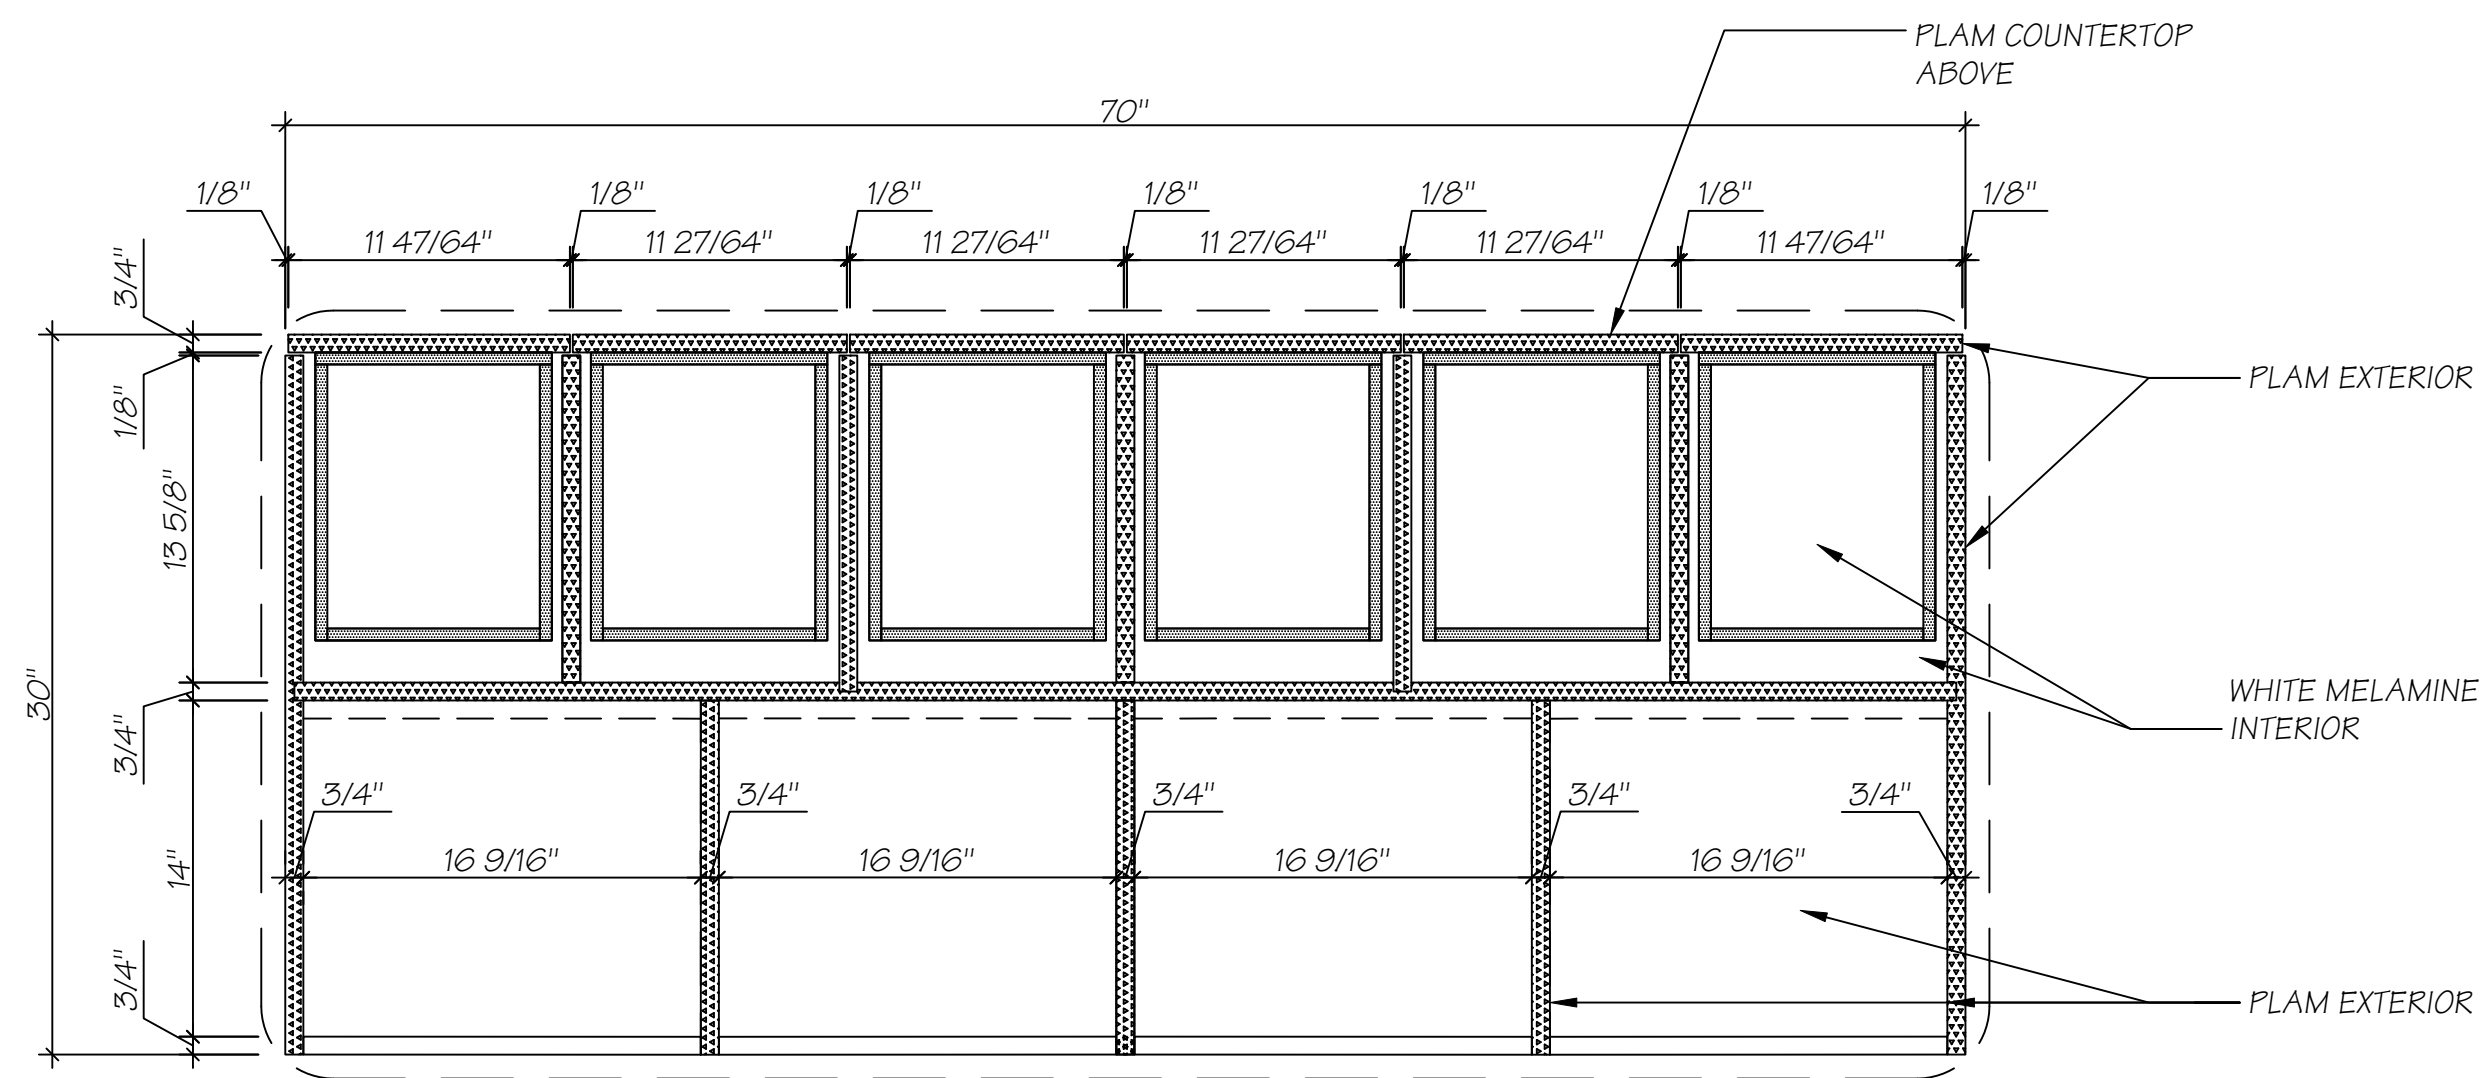 PLAM COUNTERTOP
ABOVE
70"
1/8" 1/8" 1/8" 1/8" 1/8" 1/8" 1/8"
11 47/64" 11 27/64" 11 27/64" 11 27/64" 11 27/64" 11 47/64"
3/4"
1/8"
13 5/8"
30"
3/4"
14"
3/4"
PLAM EXTERIOR
WHITE MELAMINE
INTERIOR
3/4" 3/4" 3/4" 3/4" 3/4"
16 9/16" 16 9/16" 16 9/16" 16 9/16"
PLAM EXTERIOR